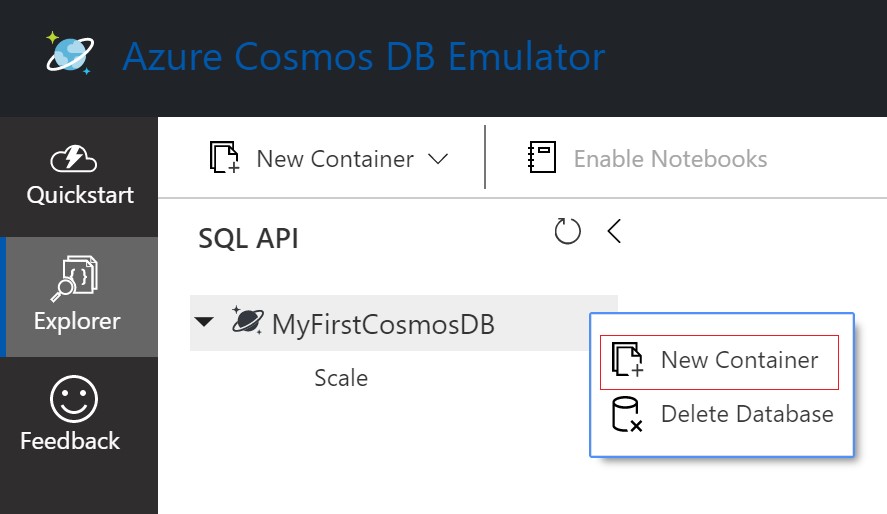 Azure Cosmos DB Emulator
Quickstart
Explorer
Feedback
New Container
Enable Notebooks
SQL API
MyFirstCosmosDB
Scale
New Container
Delete Database